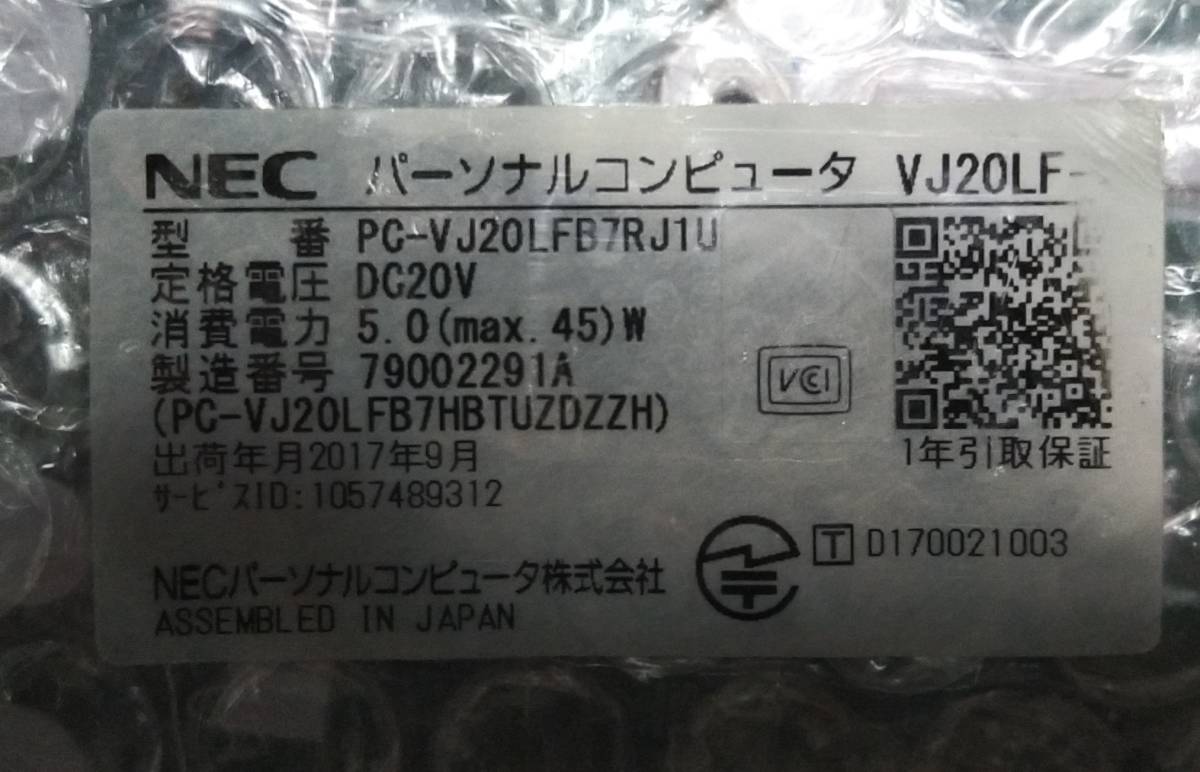 NEC パーソナルコンピュータ VJ20LF-
型 番 PC-VJ20LFB7RJ1U
定格電圧 DC20V
消費電力 5.0(max.45)W
製造番号 79002291A
(PC-VJ20LFB7HBTUZDZZH)
出荷年月2017年9月
サービスID:1057489312
VCCI
1年引取保証
T D170021003
NECパーソナルコンピュータ株式会社
ASSEMBLED IN JAPAN